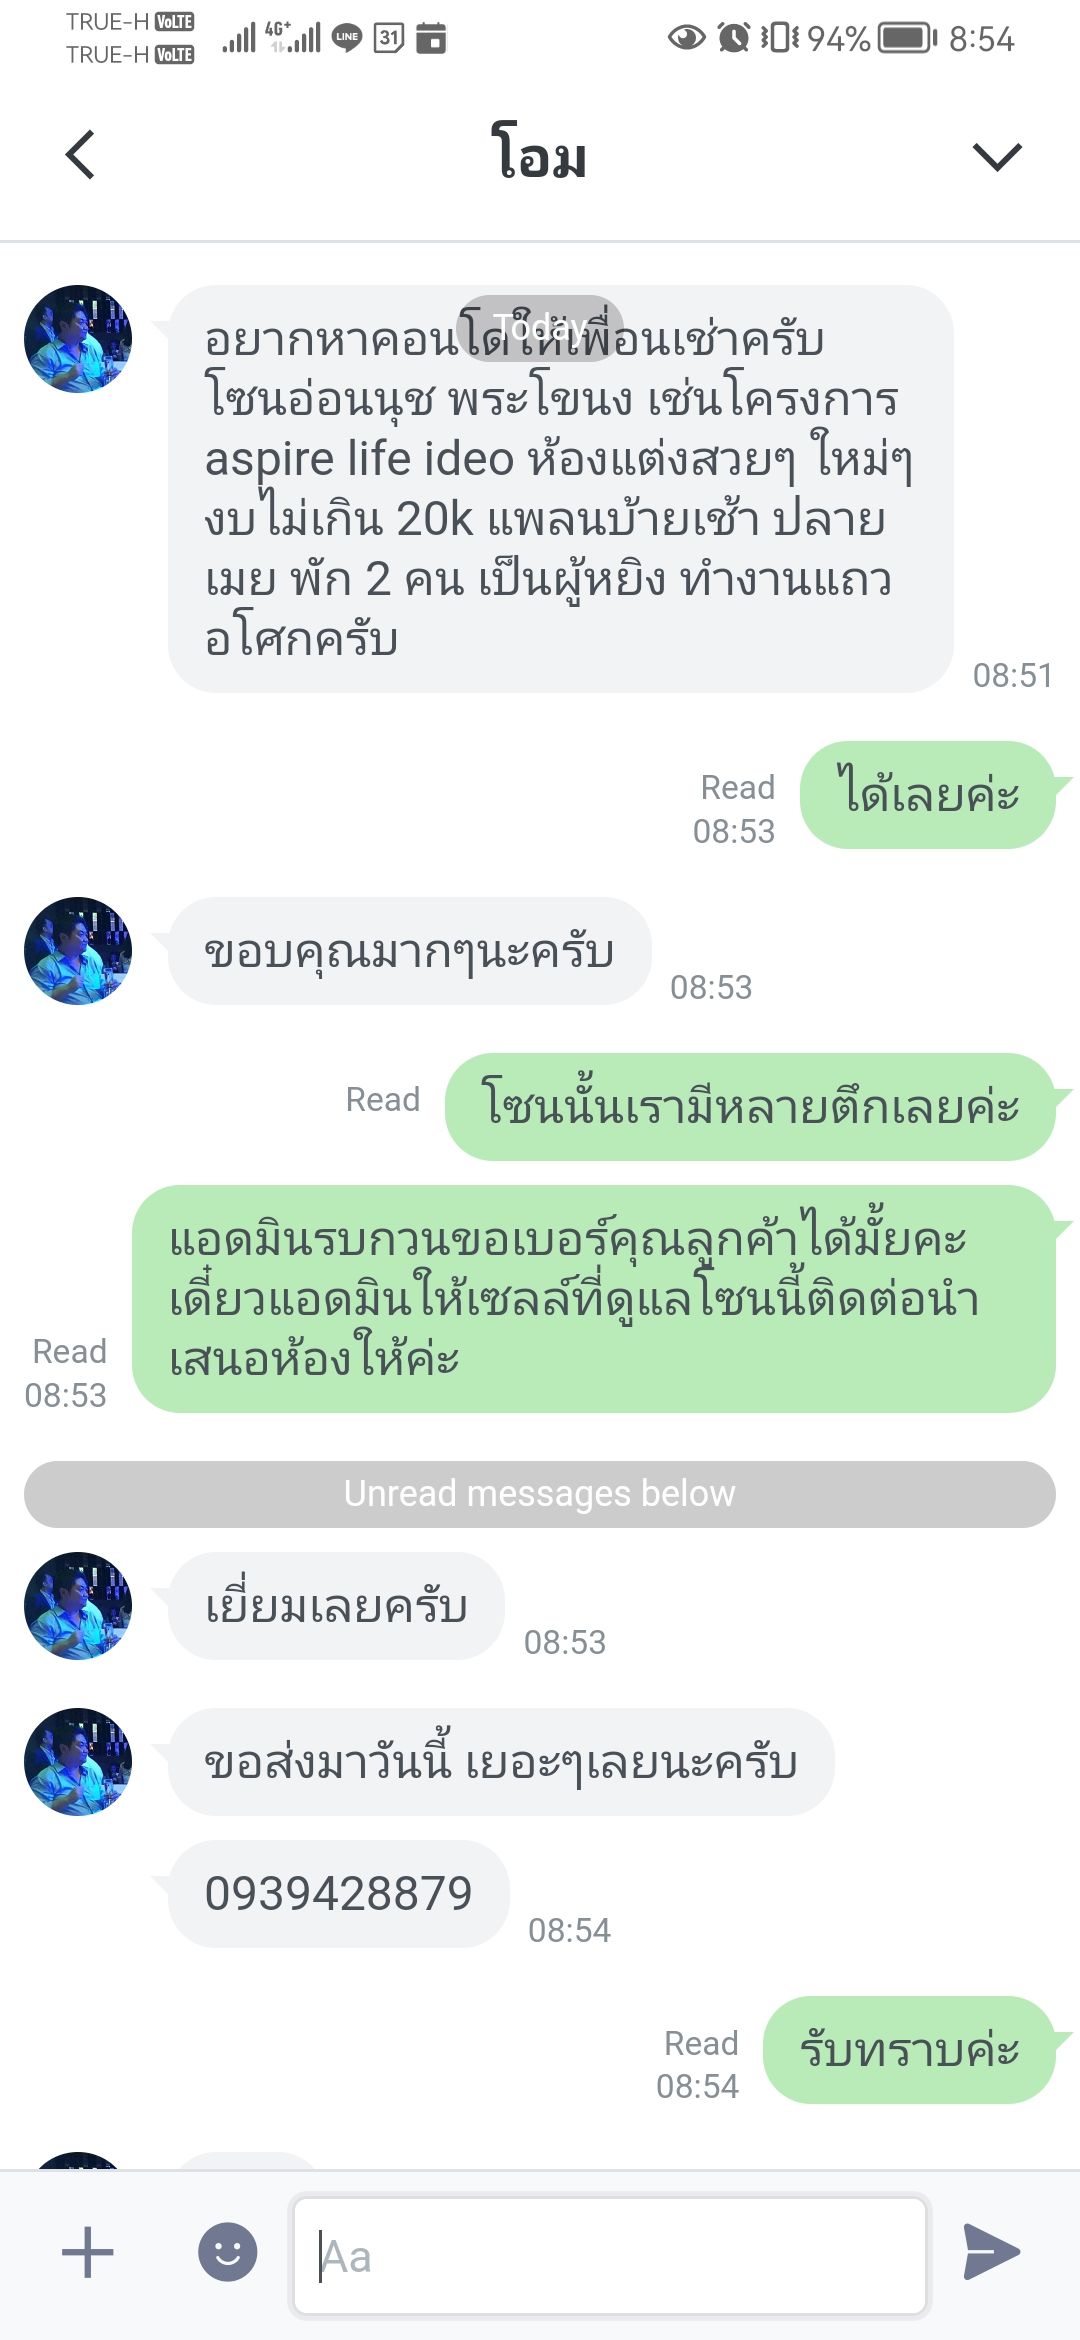 TRUE-H VoLTE
TRUE-H VoLTE
4G+
LINE
31
94%
8:54
โอม
Today
อยากหาคอนโดให้เพื่อนเช่าครับ
โซนอ่อนนุช พระโขนง เช่นโครงการ
aspire life ideo ห้องแต่งสวยๆ ใหม่ๆ
งบไม่เกิน 20k แพลนบ้ายเช้า ปลาย
เมย พัก 2 คน เป็นผู้หยิง ทำงานแถว
อโศกครับ
08:51
Read
08:53
ได้เลยค่ะ
ขอบคุณมากๆนะครับ
08:53
Read
โซนนั้นเรามีหลายตึกเลยค่ะ
แอดมินรบกวนขอเบอร์คุณลูกค้าได้มั้ยคะ
เดี๋ยวแอดมินให้เซลล์ที่ดูแลโซนนี้ติดต่อนำ
เสนอห้องให้ค่ะ
Read
08:53
Unread messages below
เยี่ยมเลยครับ
08:53
ขอส่งมาวันนี้ เยอะๆเลยนะครับ
0939428879
08:54
Read
08:54
รับทราบค่ะ
Aa